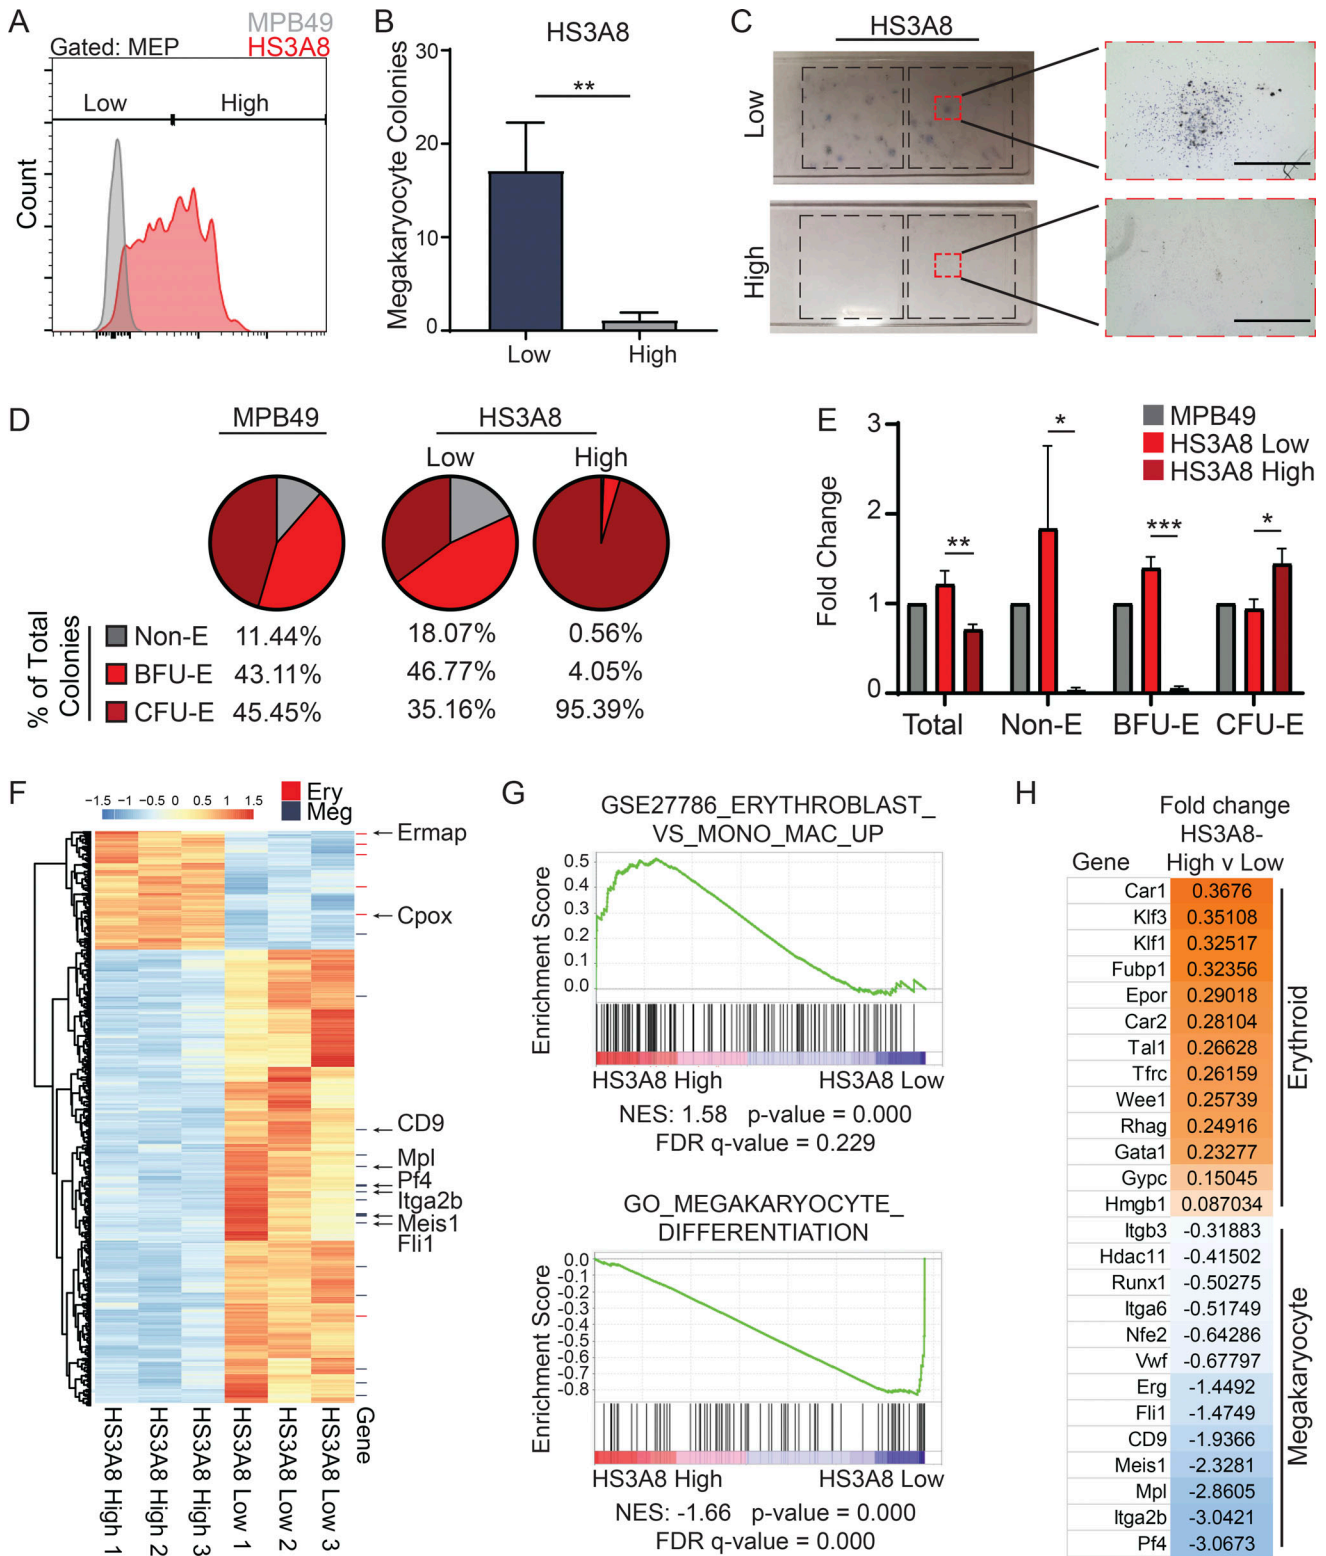 A
MPB49
HS3A8
Gated: MEP
Low
High
Count
B
HS3A8
30
20
10
0
**
Megakaryocyte Colonies
Low
High
C
HS3A8
Low
High
D
MPB49
HS3A8
Low
High
% of Total
Colonies
Non-E 11.44% 18.07% 0.56%
BFU-E 43.11% 46.77% 4.05%
CFU-E 45.45% 35.16% 95.39%
E
MPB49
HS3A8 Low
HS3A8 High
Fold Change
3
2
1
0
**
*
***
*
Total
Non-E
BFU-E
CFU-E
F
Ery
Meg
-1.5 -1 -0.5 0 0.5 1 1.5
Ermap
Cpox
CD9
Mpl
Pf4
Itga2b
Meis1
Fli1
HS3A8 High 1
HS3A8 High 2
HS3A8 High 3
HS3A8 Low 1
HS3A8 Low 2
HS3A8 Low 3
Gene
G
GSE27786_ERYTHROBLAST_
VS_MONO_MAC_UP
Enrichment Score
0.5
0.4
0.3
0.2
0.1
0.0
HS3A8 High
HS3A8 Low
NES: 1.58 p-value = 0.000
FDR q-value = 0.229
GO_MEGAKARYOCYTE_
DIFFERENTIATION
Enrichment Score
0.0
-0.1
-0.3
-0.3
-0.4
-0.5
-0.6
-0.7
-0.8
HS3A8 High
HS3A8 Low
NES: -1.66 p-value = 0.000
FDR q-value = 0.000
H
Fold change
HS3A8-
Gene High v Low
Car1 0.3676
Klf3 0.35108
Klf1 0.32517
Fubp1 0.32356
Epor 0.29018
Car2 0.28104
Tal1 0.26628
Tfrc 0.26159
Wee1 0.25739
Rhag 0.24916
Gata1 0.23277
Gypc 0.15045
Hmgb1 0.087034
Erythroid
Itgb3 -0.31883
Hdac11 -0.41502
Runx1 -0.50275
Itga6 -0.51749
Nfe2 -0.64286
Vwf -0.67797
Erg -1.4492
Fli1 -1.4749
CD9 -1.9366
Meis1 -2.3281
Mpl -2.8605
Itga2b -3.0421
Pf4 -3.0673
Megakaryocyte